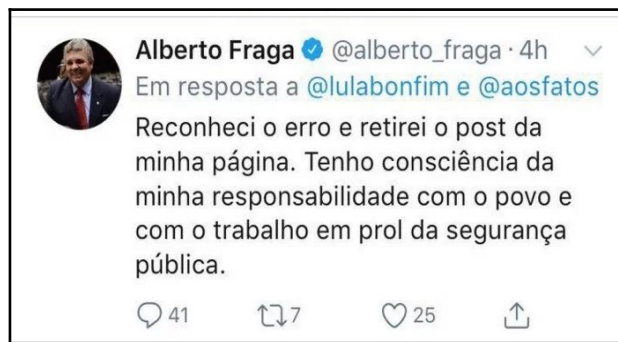 Alberto Fraga @alberto_fraga · 4h
Em resposta a @lulabonfim e @aosfatos
Reconheci o erro e retirei o post da
minha página. Tenho consciência da
minha responsabilidade com o povo e
com o trabalho em prol da segurança
pública.
41 7 25